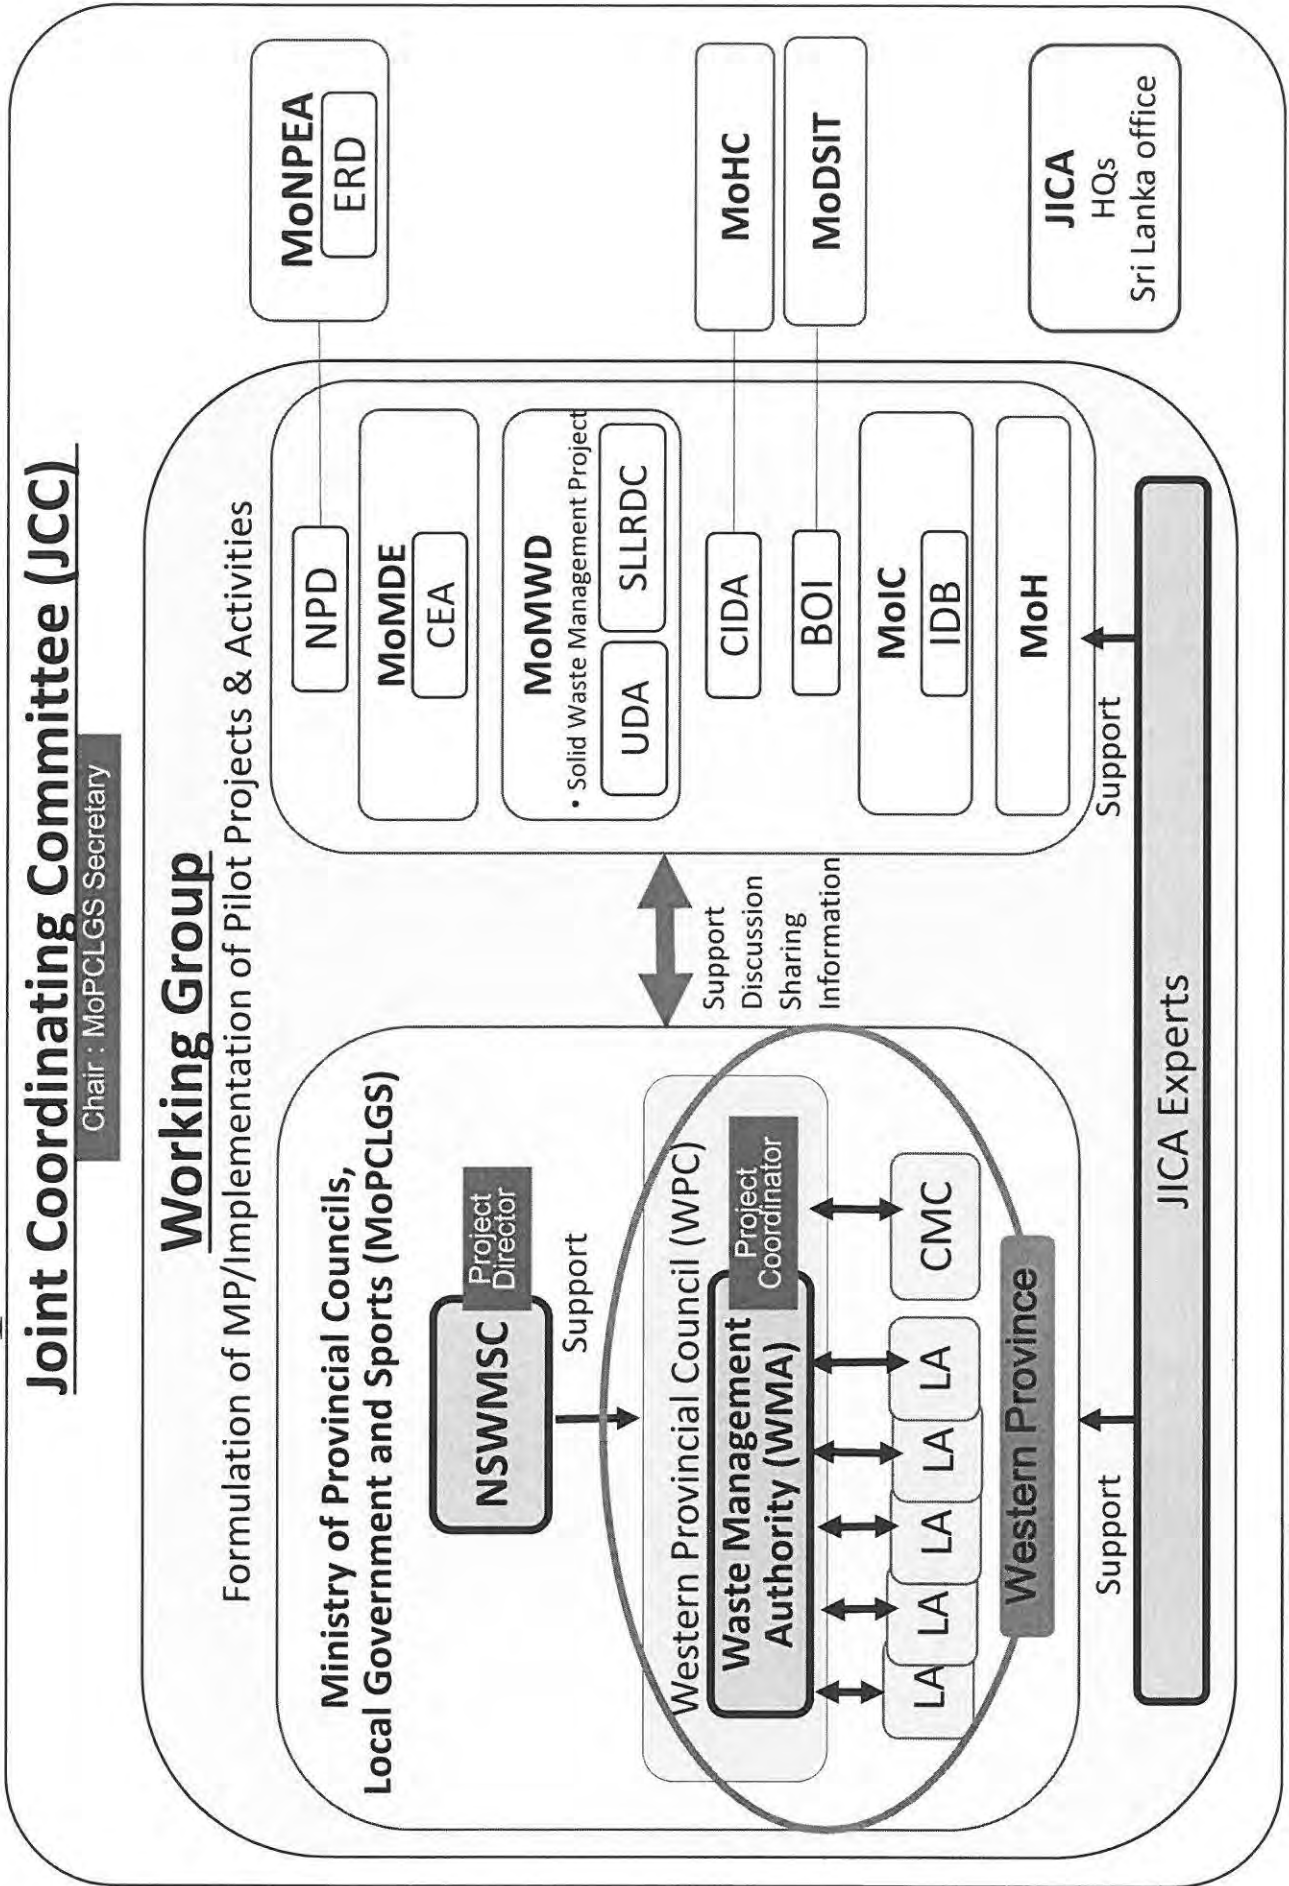 Joint Coordinating Committee (JCC)
Chair : MoPCLGS Secretary
Working Group
Formulation of MP/Implementation of Pilot Projects & Activities
Ministry of Provincial Councils,
Local Government and Sports (MoPCLGS)
NSWMSC
Project
Director
Support
Western Provincial Council (WPC)
Waste Management
Authority (WMA)
Project
Coordinator
LA
LA
LA
LA
LA
CMC
Western Province
Support
Discussion
Sharing
Information
NPD
MoMDE
CEA
MoMWD
• Solid Waste Management Project
UDA
SLLRDC
CIDA
BOI
MoIC
IDB
MoH
MoNPEA
ERD
MoHC
MoDSIT
JICA
HQs
Sri Lanka office
Support
Support
JICA Experts